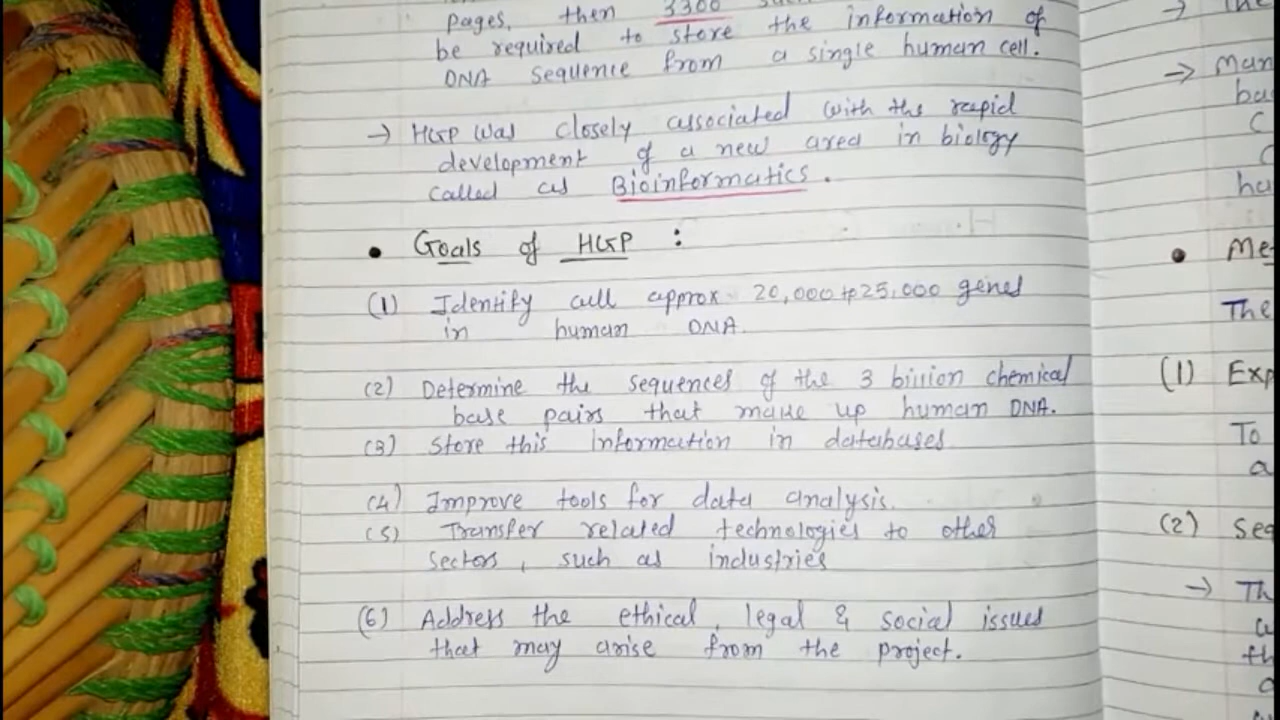 pages, then 3300
be required to store the information of
DNA sequence from a single human cell.
→ HGP was closely associated with the rapid
development of a new area in biology
called as Bioinformatics.
• Goals of HGP :
(1) Identify all approx 20,000 to 25,000 genes
in human DNA.
(2) Determine the sequences of the 3 billion chemical
base pairs that make up human DNA.
(3) Store this information in databases
(4) Improve tools for data analysis.
(5) Transfer related technologies to other
sectors, such as industries
(6) Address the ethical, legal & social issues
that may arise from the project.
→
→
•
The
(1) Exp
To
a
(2) Seq
→ Th